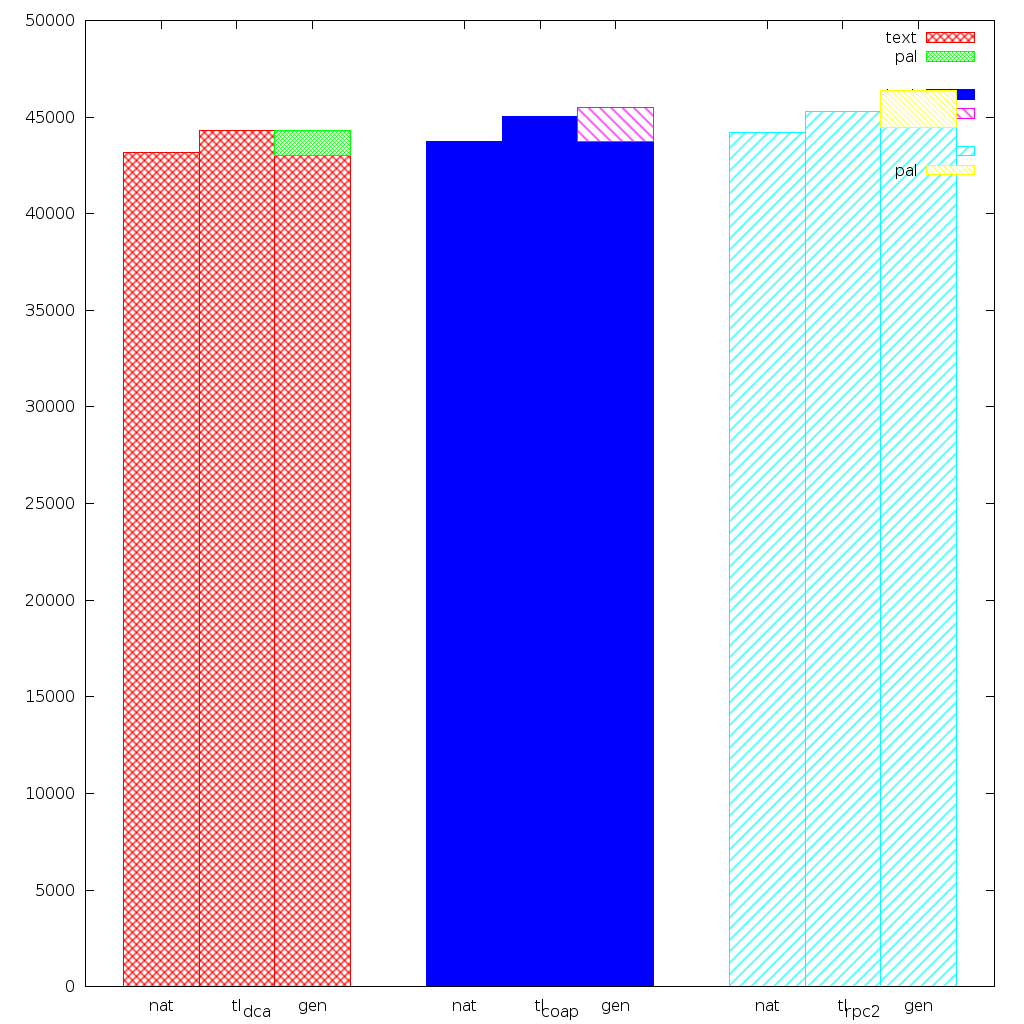 50000
45000
40000
35000
30000
25000
20000
15000
10000
5000
0
text
pal
pal
nat tl gen nat tl gen nat tl gen
dca coap rpc2